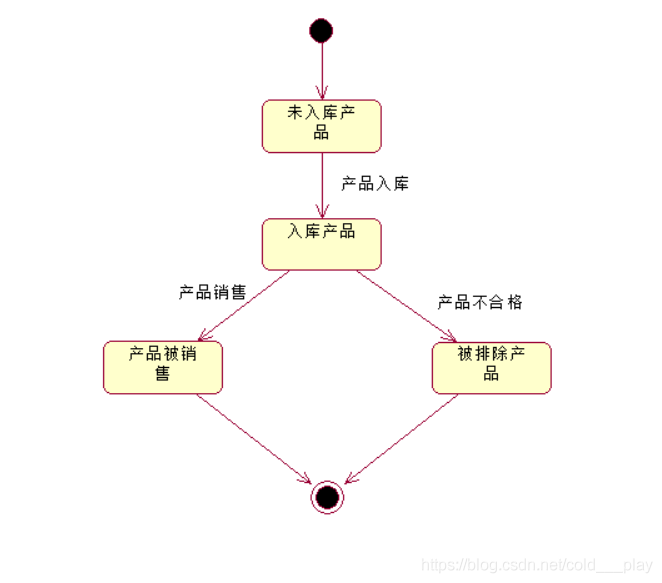 未入库产
品
产品入库
入库产品
产品销售
产品不合格
产品被销
售
被排除产
品
https://blog.csdn.net/cold___play